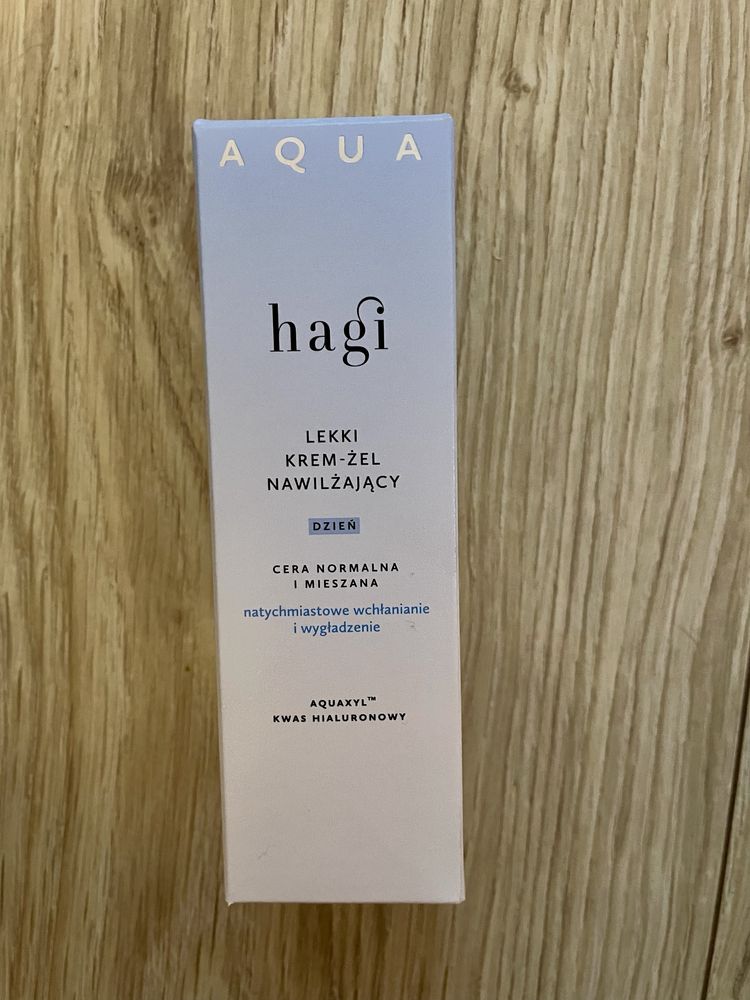 AQUA
hagi
LEKKI
KREM-ŻEL
NAWILŻAJĄCY
DZIEŃ
CERA NORMALNA
I MIESZANA
natychmiastowe wchłanianie
i wygładzenie
AQUAXYL™
KWAS HIALURONOWY